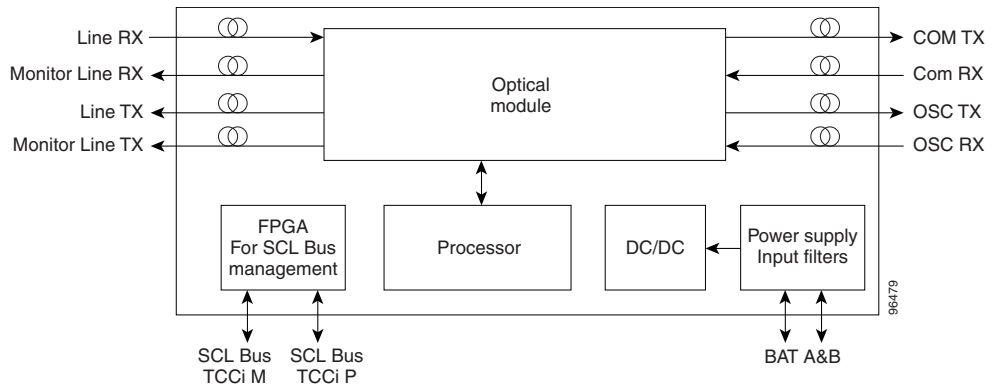 Line RX
COM TX
Monitor Line RX
Com RX
Optical
module
Line TX
OSC TX
Monitor Line TX
OSC RX
FPGA
For SCL Bus
management
Processor
DC/DC
Power supply
Input filters
96479
SCL Bus
TCCi M
SCL Bus
TCCi P
BAT A&B